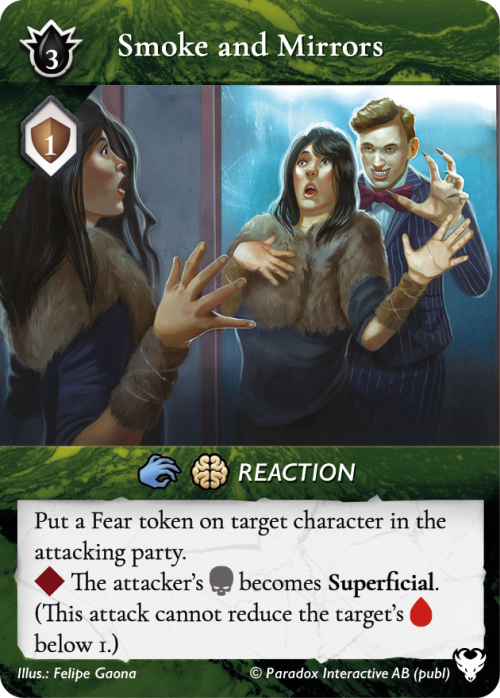 3
Smoke and Mirrors
1
REACTION
Put a Fear token on target character in the
attacking party.
The attacker's becomes Superficial.
(This attack cannot reduce the target's
below 1.)
Illus.: Felipe Gaona
© Paradox Interactive AB (publ)